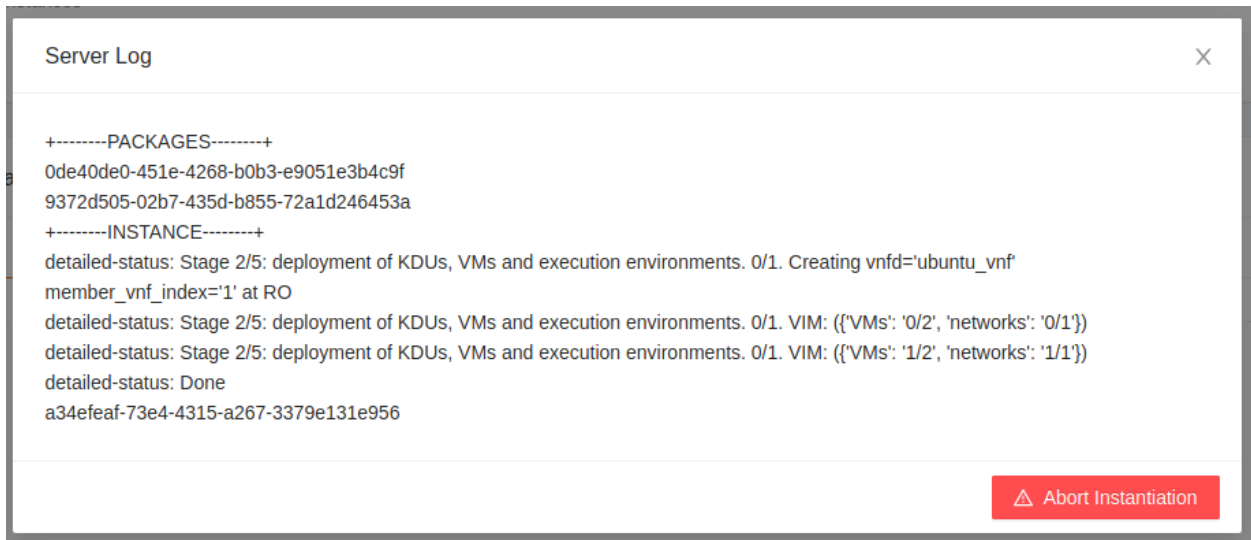 Server Log
+--------PACKAGES--------+
0de40de0-451e-4268-b0b3-e9051e3b4c9f
9372d505-02b7-435d-b855-72a1d246453a
+--------INSTANCE--------+
detailed-status: Stage 2/5: deployment of KDUs, VMs and execution environments. 0/1. Creating vnfd='ubuntu_vnf'
member_vnf_index='1' at RO
detailed-status: Stage 2/5: deployment of KDUs, VMs and execution environments. 0/1. VIM: ({'VMs': '0/2', 'networks': '0/1'})
detailed-status: Stage 2/5: deployment of KDUs, VMs and execution environments. 0/1. VIM: ({'VMs': '1/2', 'networks': '1/1'})
detailed-status: Done
a34efeaf-73e4-4315-a267-3379e131e956
Abort Instantiation